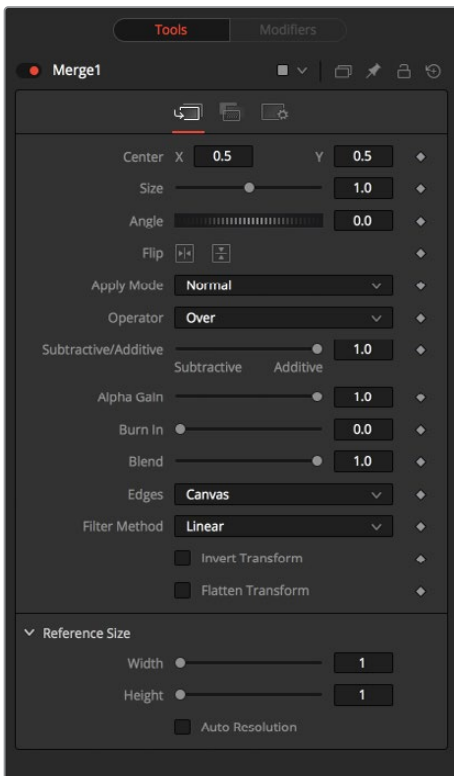 Tools Modifiers
Merge1
Center X 0.5 Y 0.5
Size 1.0
Angle 0.0
Flip
Apply Mode Normal
Operator Over
Subtractive/Additive 1.0
Subtractive Additive
Alpha Gain 1.0
Burn In 0.0
Blend 1.0
Edges Canvas
Filter Method Linear
Invert Transform
Flatten Transform
Reference Size
Width 1
Height 1
Auto Resolution